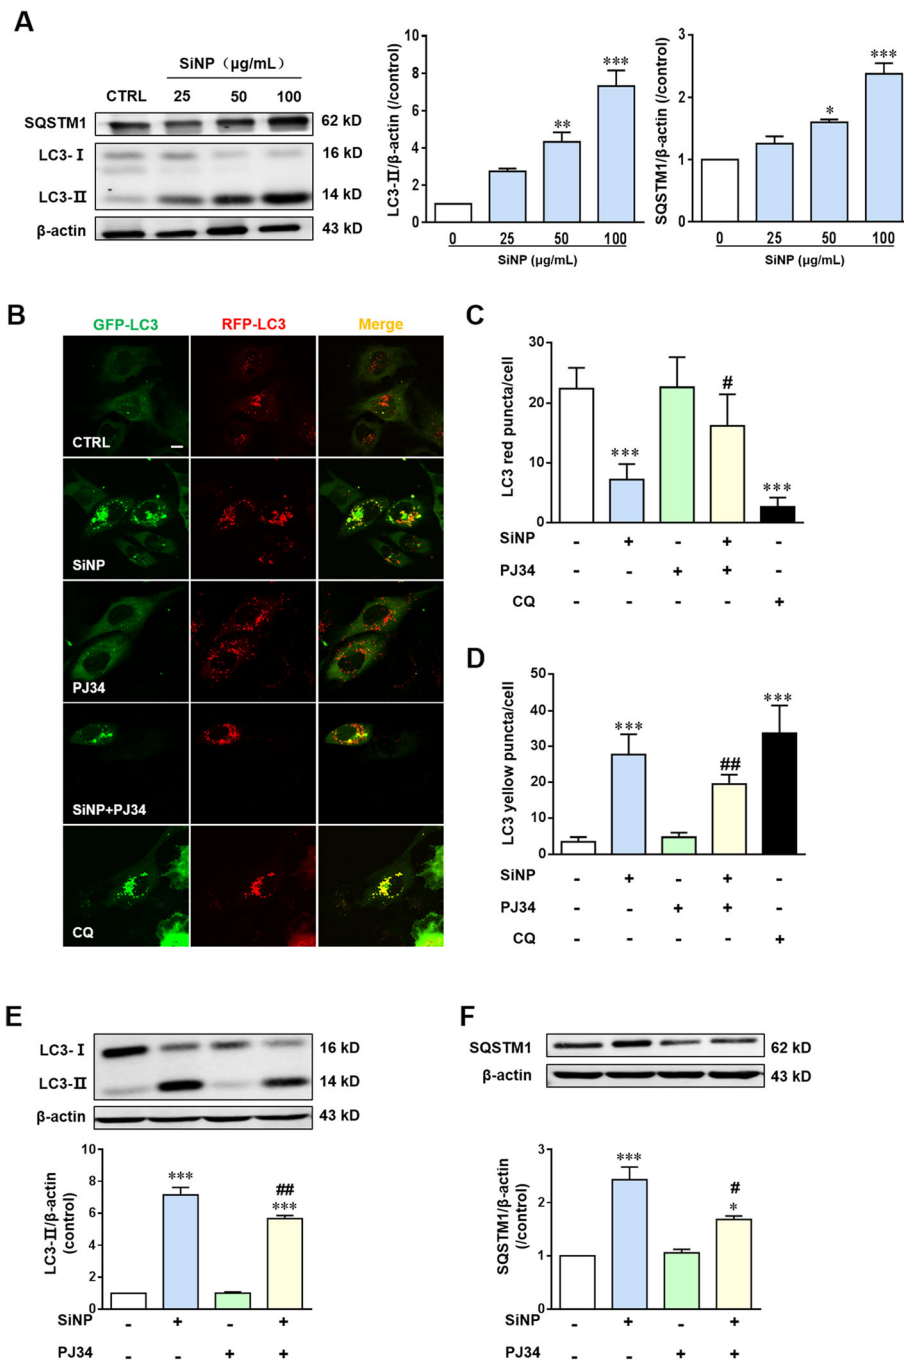 A
SiNP（μg/mL）
CTRL 25 50 100
SQSTM1 62 kD
LC3-Ⅰ 16 kD
LC3-Ⅱ 14 kD
β-actin 43 kD
LC3-Ⅱ/β-actin (/control)
10
8
6
4
2
0
**
***
0 25 50 100
SiNP (μg/mL)
SQSTM1/β-actin (/control)
3
2
1
0
*
***
0 25 50 100
SiNP (μg/mL)
B
GFP-LC3 RFP-LC3 Merge
CTRL
SiNP
PJ34
SiNP+PJ34
CQ
C
LC3 red puncta/cell
30
20
10
0
***
#
***
SiNP - + - + -
PJ34 - - + + -
CQ - - - - +
D
LC3 yellow puncta/cell
50
40
30
20
10
0
***
##
***
SiNP - + - + -
PJ34 - - + + -
CQ - - - - +
E
LC3-Ⅰ 16 kD
LC3-Ⅱ 14 kD
β-actin 43 kD
LC3-Ⅱ/β-actin
(control)
10
8
6
4
2
0
***
##
***
SiNP - + - +
PJ34 - - + +
F
SQSTM1 62 kD
β-actin 43 kD
SQSTM1/β-actin
(/control)
3
2
1
0
***
#
*
SiNP - + - +
PJ34 - - + +